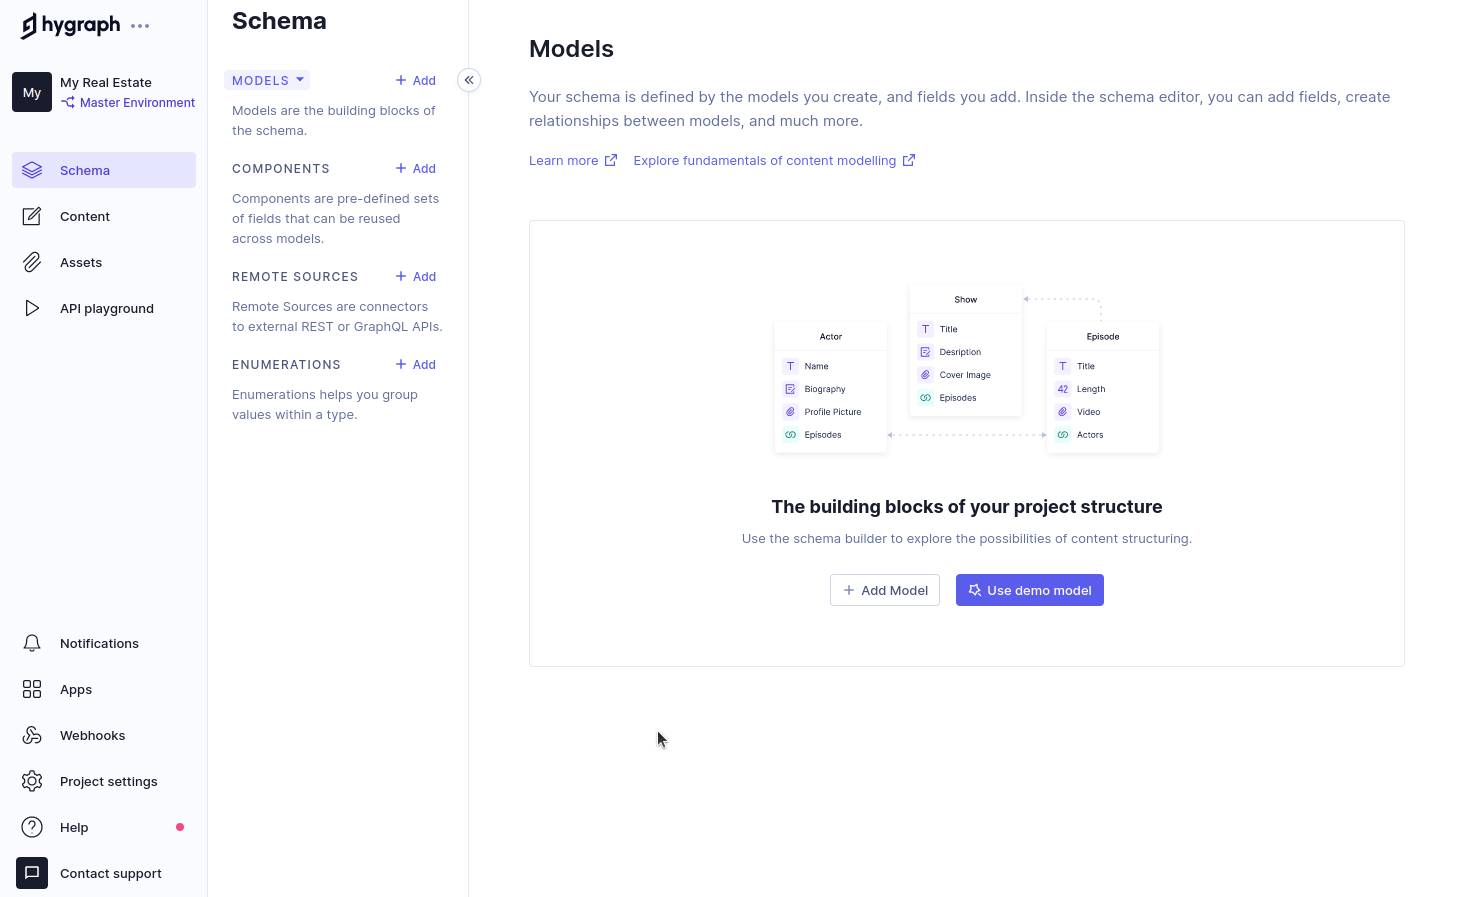 hygraph
My
My Real Estate
Master Environment
Schema
Content
Assets
API playground
Notifications
Apps
Webhooks
Project settings
Help
Contact support
Schema
MODELS
Add
Models are the building blocks of
the schema.
COMPONENTS
Add
Components are pre-defined sets
of fields that can be reused
across models.
REMOTE SOURCES
Add
Remote Sources are connectors
to external REST or GraphQL APIs.
ENUMERATIONS
Add
Enumerations helps you group
values within a type.
Models
Your schema is defined by the models you create, and fields you add. Inside the schema editor, you can add fields, create
relationships between models, and much more.
Learn more
Explore fundamentals of content modelling
Actor
T Name
Biography
Profile Picture
Episodes
Show
T Title
Desription
Cover Image
Episodes
Episode
T Title
42 Length
Video
Actors
The building blocks of your project structure
Use the schema builder to explore the possibilities of content structuring.
Add Model
Use demo model